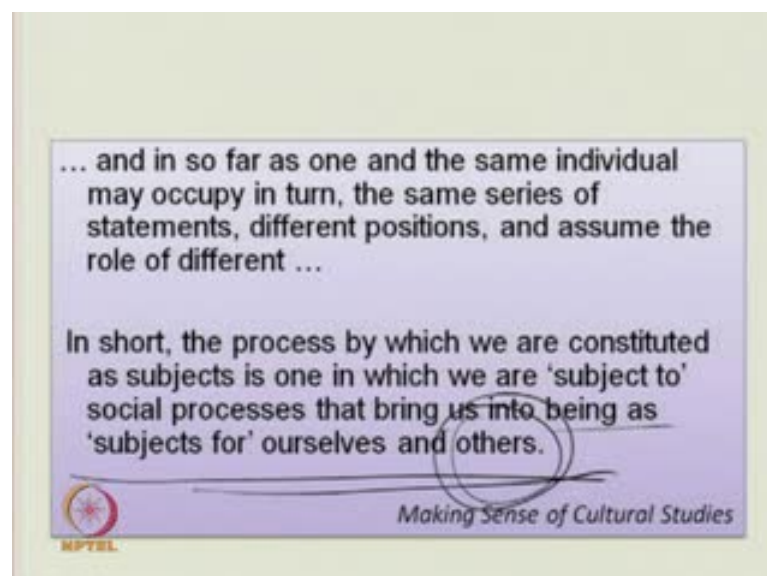 ... and in so far as one and the same individual
may occupy in turn, the same series of
statements, different positions, and assume the
role of different ...
In short, the process by which we are constituted
as subjects is one in which we are ‘subject to’
social processes that bring us into being as
‘subjects for’ ourselves and others.
Making Sense of Cultural Studies
NPTEL